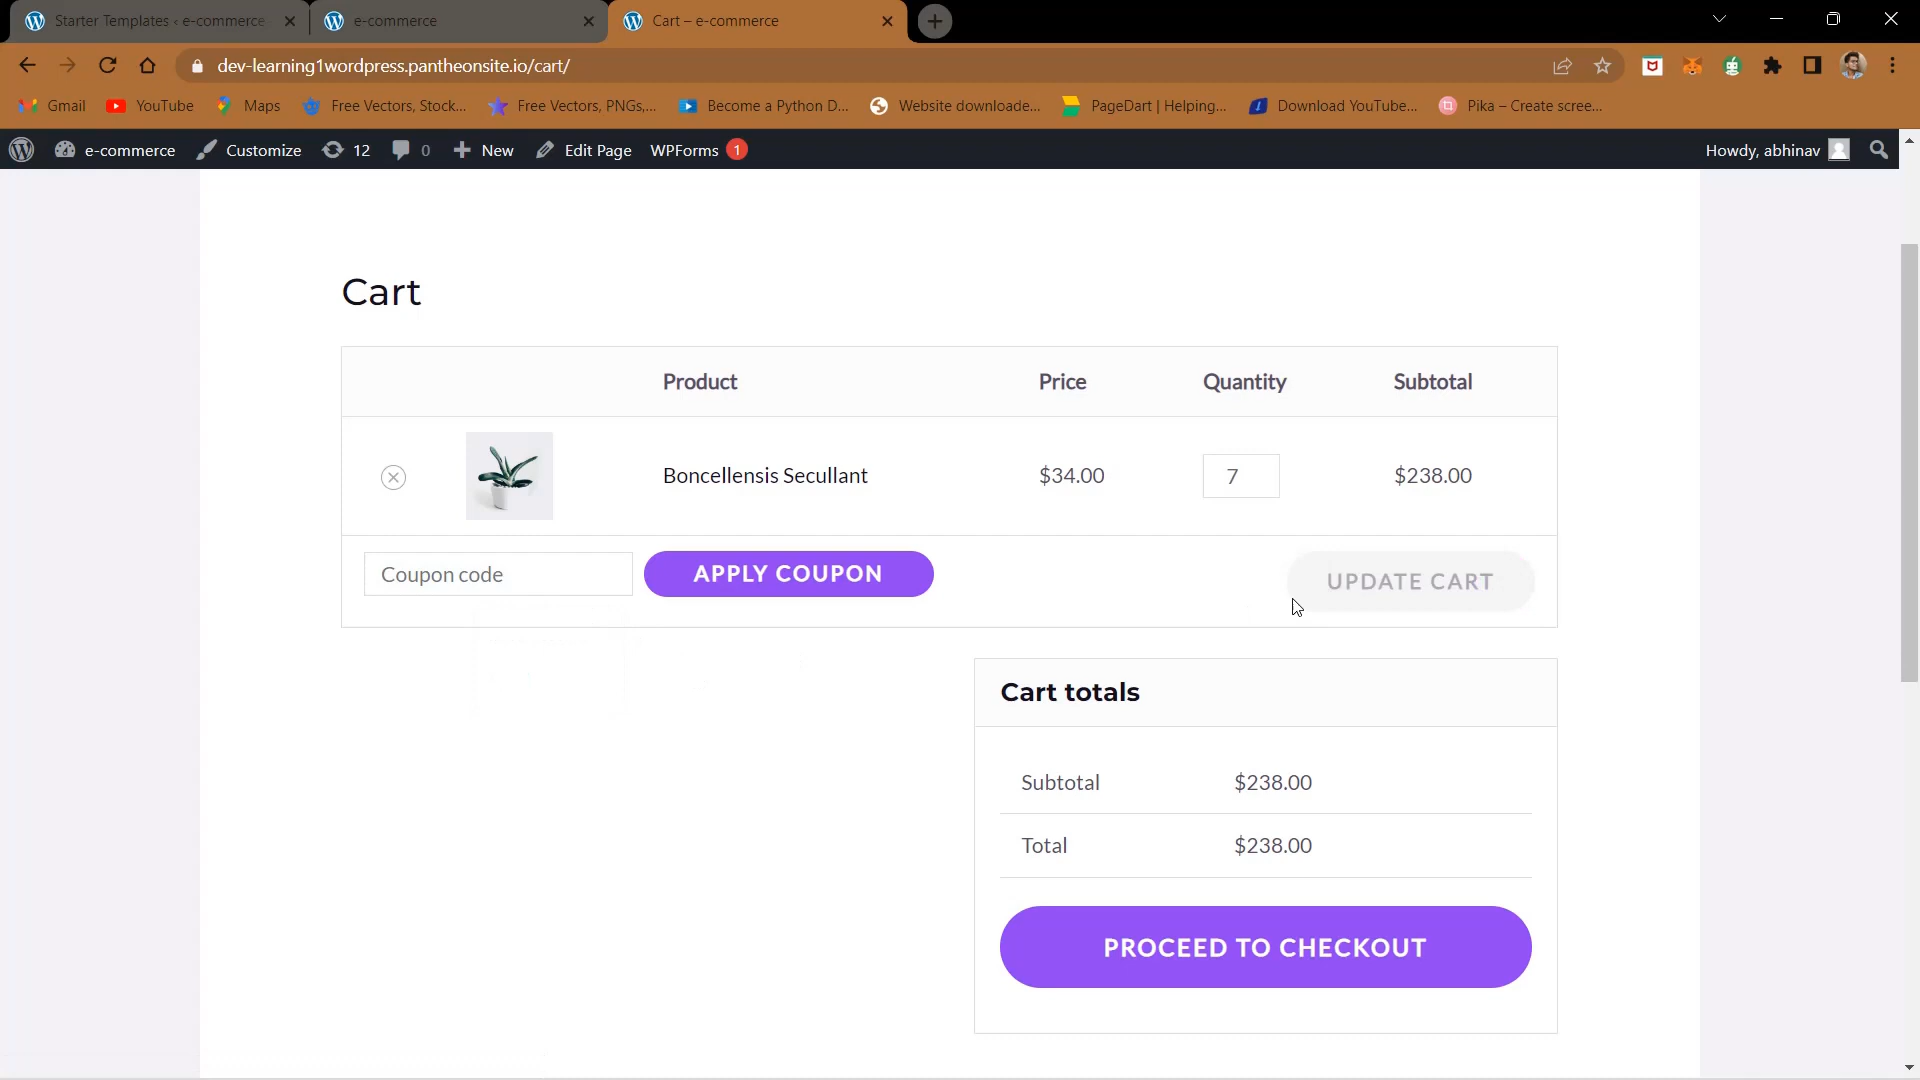 Starter Templates ‹ e-commerce
e-commerce
Cart – e-commerce
dev-learning1wordpress.pantheonsite.io/cart/
Gmail
YouTube
Maps
Free Vectors, Stock...
Free Vectors, PNGs,...
Become a Python D...
Website downloade...
PageDart | Helping,...
Download YouTube...
Pika – Create scree...
e-commerce
Customize
12
0
New
Edit Page
WPForms 1
Howdy, abhinav
Cart
Product Price Quantity Subtotal
Boncellensis Secullant $34.00 7 $238.00
Coupon code
APPLY COUPON
UPDATE CART
Cart totals
Subtotal $238.00
Total $238.00
PROCEED TO CHECKOUT